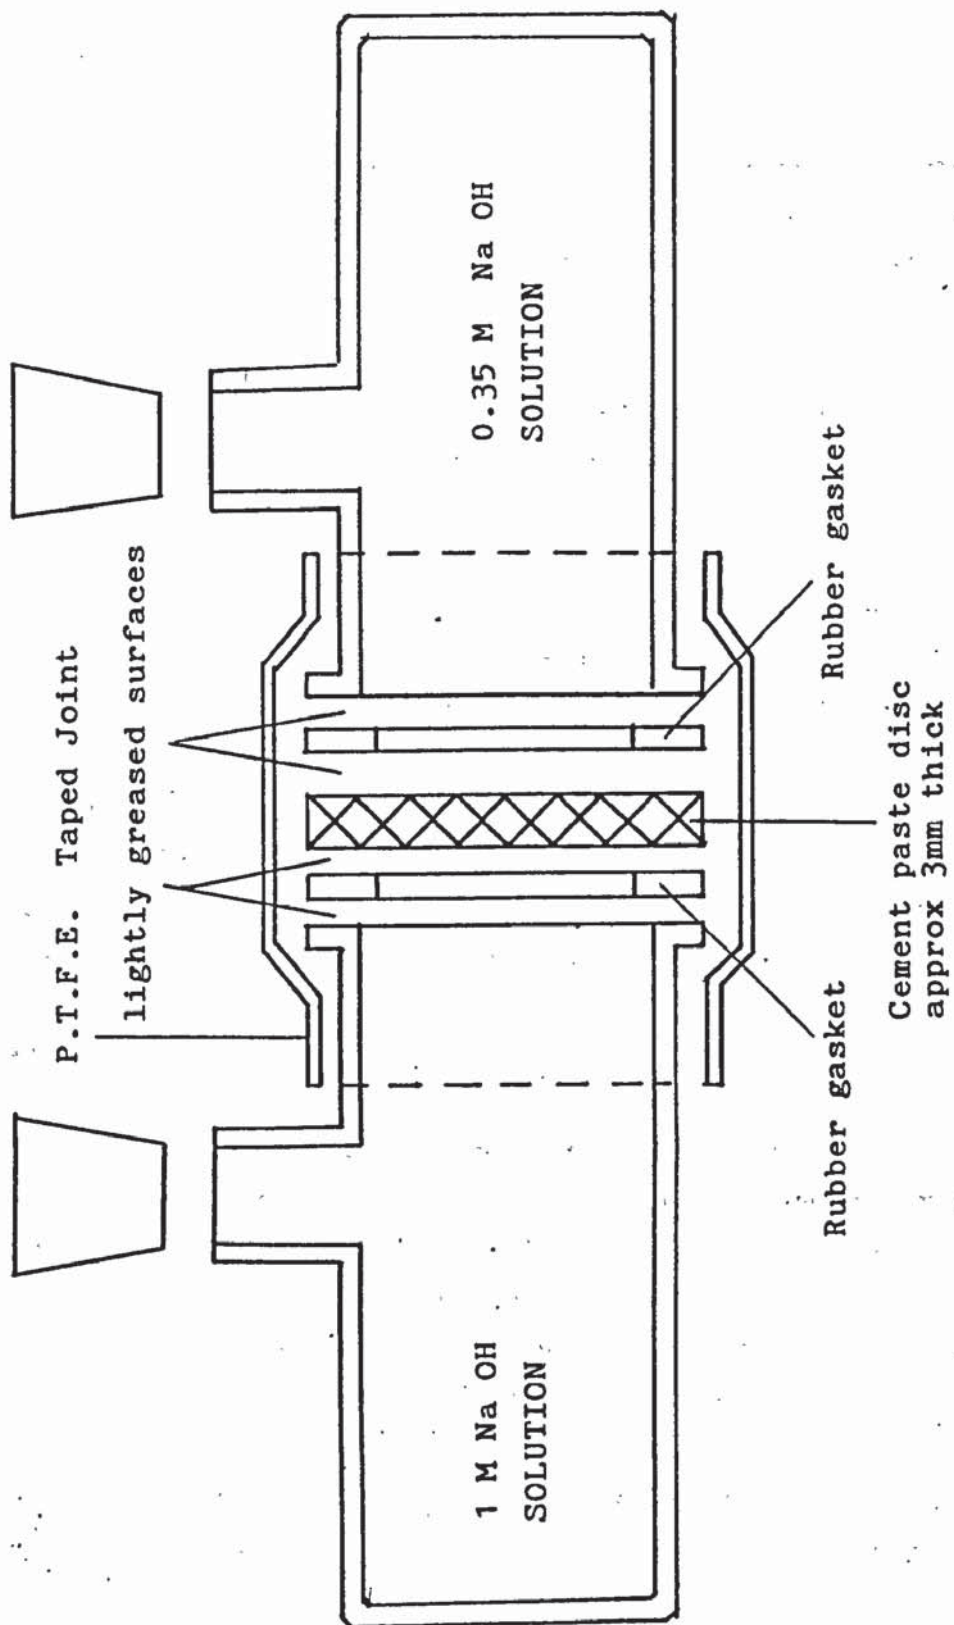 P.T.F.E. Taped Joint
lightly greased surfaces
1 M Na OH
SOLUTION
0.35 M Na OH
SOLUTION
Rubber gasket
Rubber gasket
Cement paste disc
approx 3mm thick